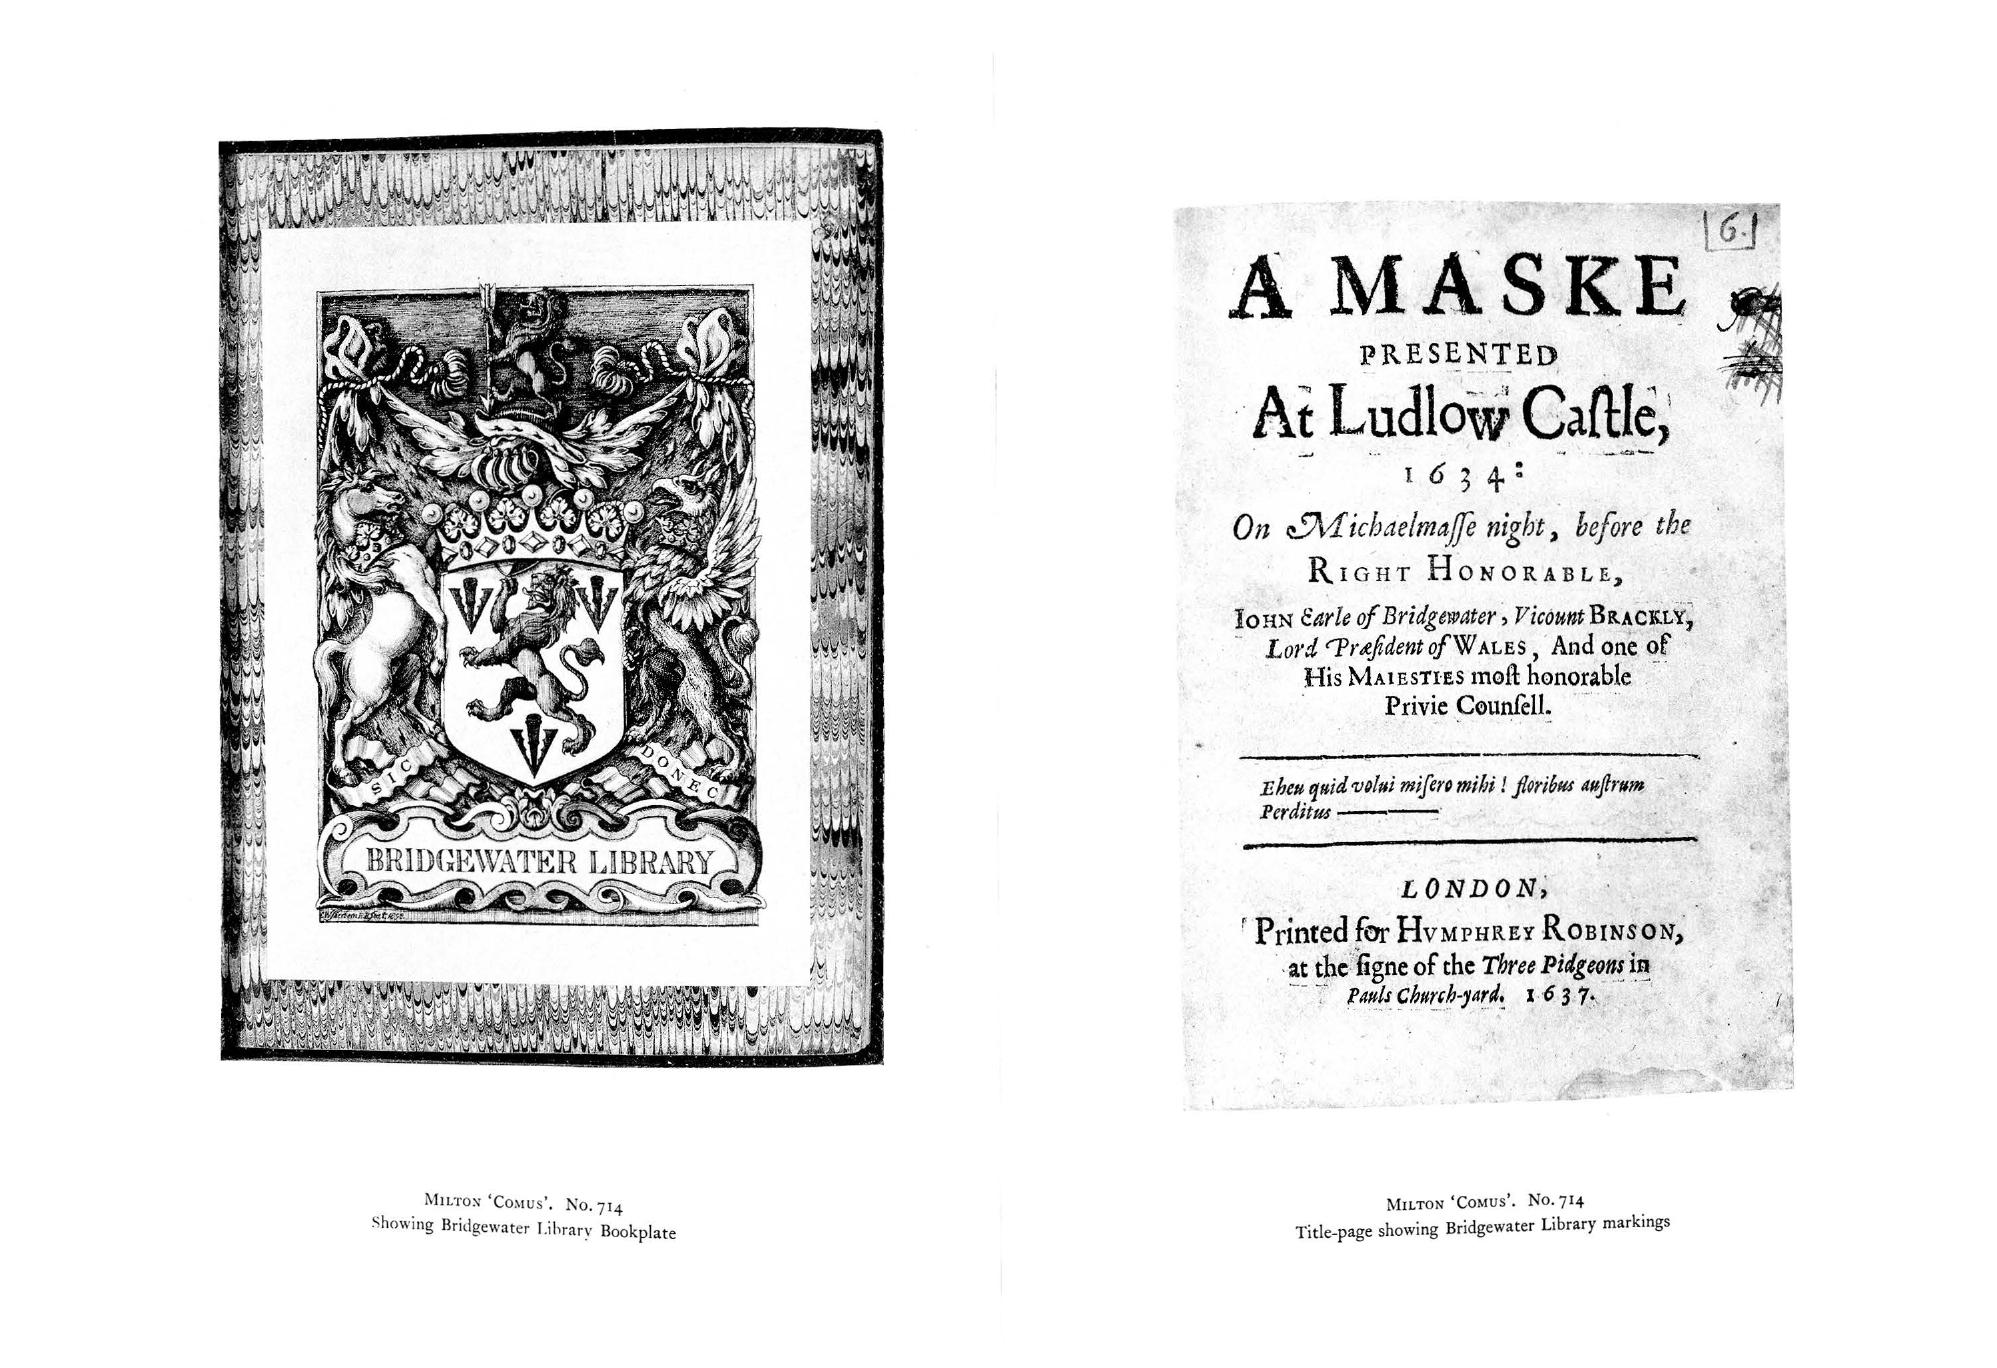 SIC
DONEC
BRIDGEWATER LIBRARY
MILTON ‘COMUS’. No. 714
Showing Bridgewater Library Bookplate
6.
A MASKE
PRESENTED
At Ludlow Caſtle,
1634:
On Michaelmaſſe night, before the
RIGHT HONORABLE,
IOHN Earle of Bridgewater, Vicount BRACKLY,
Lord Præſident of WALES, And one of
His MAIESTIES moſt honorable
Privie Counſell.
Eheu quid volui miſero mihi! floribus auſtrum
Perditus ———
LONDON,
Printed for HVMPHREY ROBINSON,
at the ſigne of the Three Pidgeons in
Pauls Church-yard. 1637.
MILTON ‘COMUS’. No. 714
Title-page showing Bridgewater Library markings